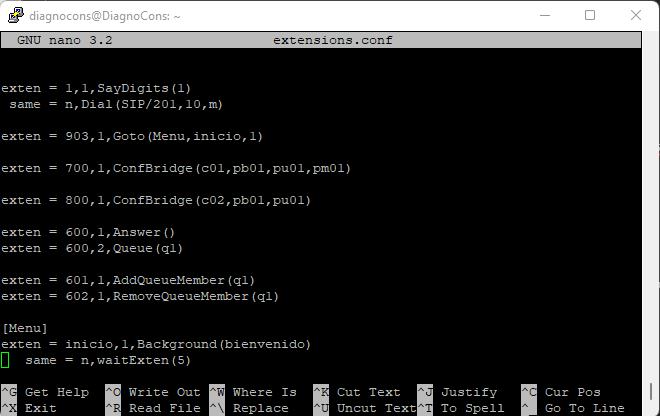 diagnocons@DiagnoCons: ~
GNU nano 3.2 extensions.conf
exten = 1,1,SayDigits(1)
same = n,Dial(SIP/201,10,m)
exten = 903,1,Goto(Menu,inicio,1)
exten = 700,1,ConfBridge(c01,pb01,pu01,pm01)
exten = 800,1,ConfBridge(c02,pb01,pu01)
exten = 600,1,Answer()
exten = 600,2,Queue(q1)
exten = 601,1,AddQueueMember(q1)
exten = 602,1,RemoveQueueMember(q1)
[Menu]
exten = inicio,1,Background(bienvenido)
same = n,waitExten(5)
^G Get Help ^O Write Out ^W Where Is ^K Cut Text ^J Justify ^C Cur Pos
^X Exit ^R Read File ^\ Replace ^U Uncut Text ^T To Spell ^_ Go To Line